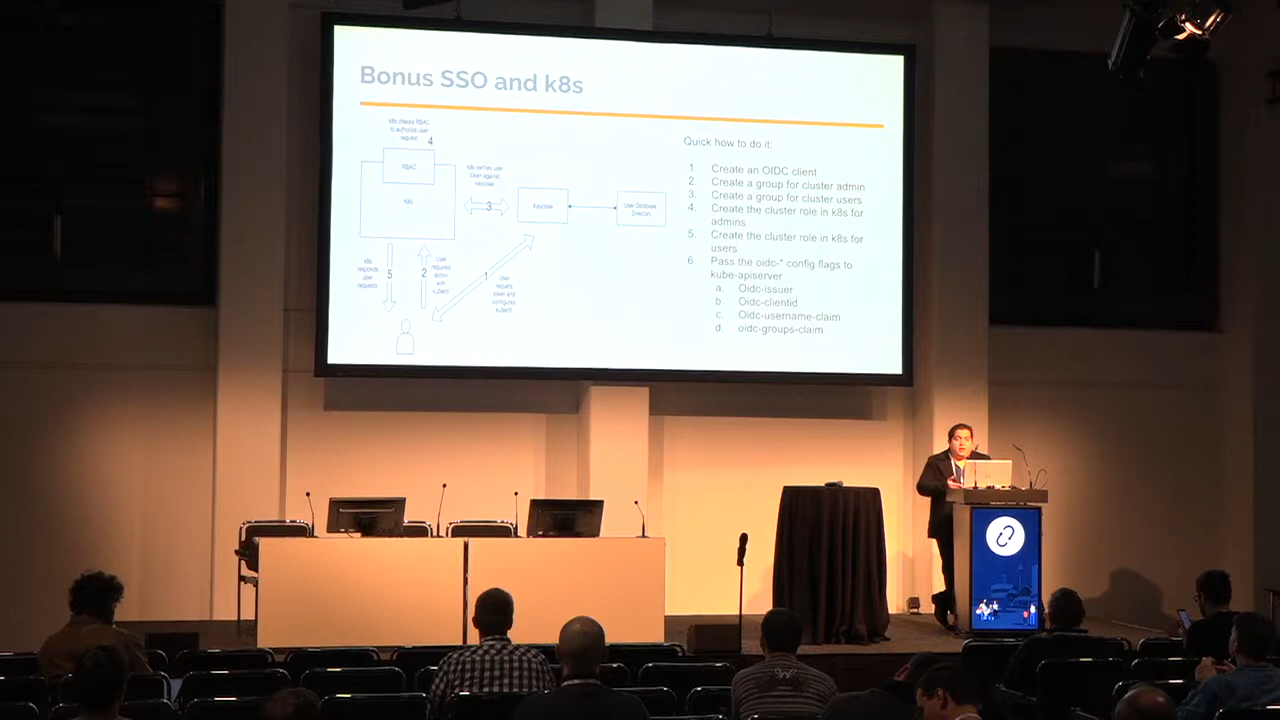 Bonus SSO and k8s
k8s checks RBAC
to authorize user
request
4
RBAC
K8s
k8s verifies user
token against
Keycloak
3
Keycloak
User Database
Directory
K8s
responds
user
requests
5
2
User
requests
action
with
kubectl
1
User
requests
token and
configures
kubectl
Quick how to do it:
1. Create an OIDC client
2. Create a group for cluster admin
3. Create a group for cluster users
4. Create the cluster role in k8s for
admins
5. Create the cluster role in k8s for
users
6. Pass the oidc-* config flags to
kube-apiserver
a. Oidc-issuer
b. Oidc-clientid
c. Oidc-username-claim
d. oidc-groups-claim